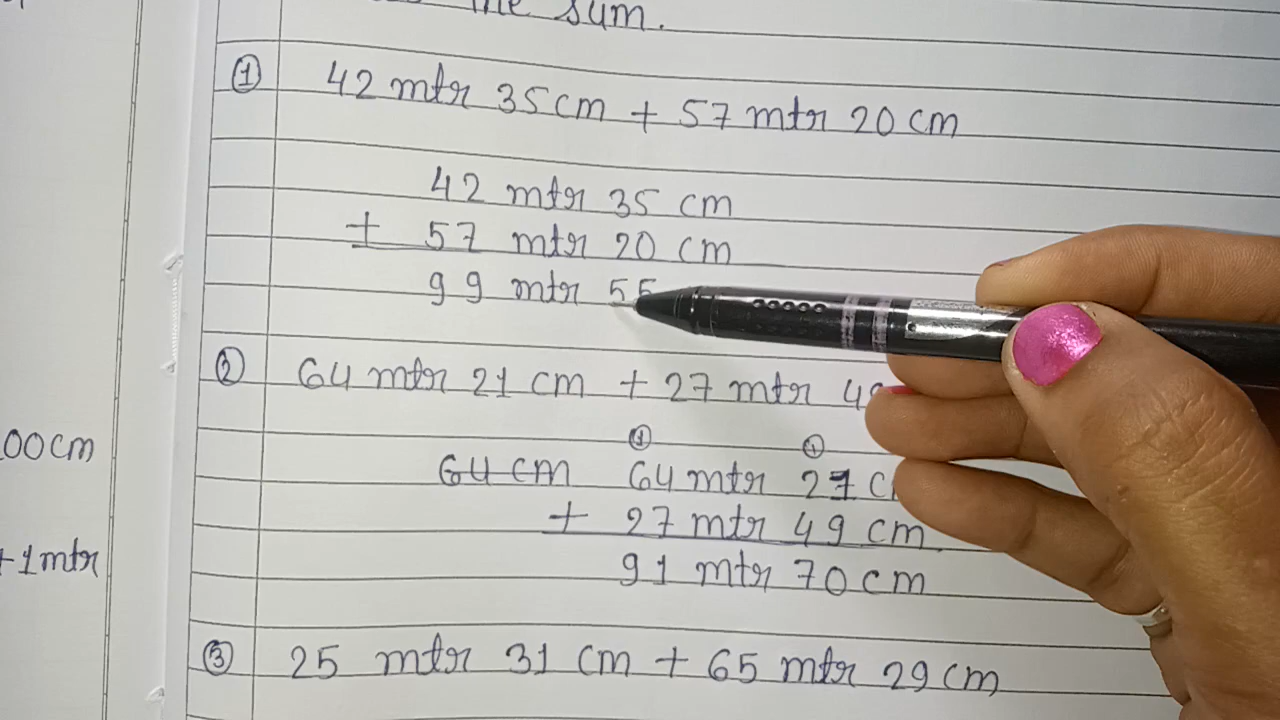 the sum.
① 42 mtr 35 cm + 57 mtr 20 cm
42 mtr 35 cm
+ 57 mtr 20 cm
99 mtr 55
② 64 mtr 21 cm + 27 mtr 4
① ①
64 cm 64 mtr 21
+ 27 mtr 49 cm.
91 mtr 70 cm
③ 25 mtr 31 cm + 65 mtr 29 cm
00 cm
+ 1 mtr